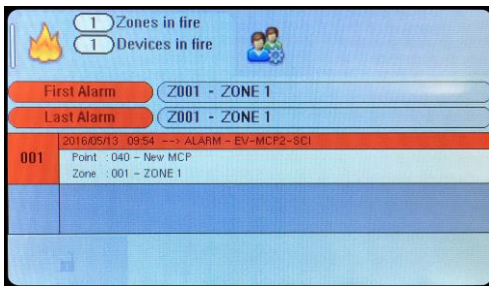 1 Zones in fire
1 Devices in fire
First Alarm Z001 - ZONE 1
Last Alarm Z001 - ZONE 1
2016/05/13 09:54 --> ALARM - EV-MCP2-SCI
001
Point : 040 - New MCP
Zone : 001 - ZONE 1